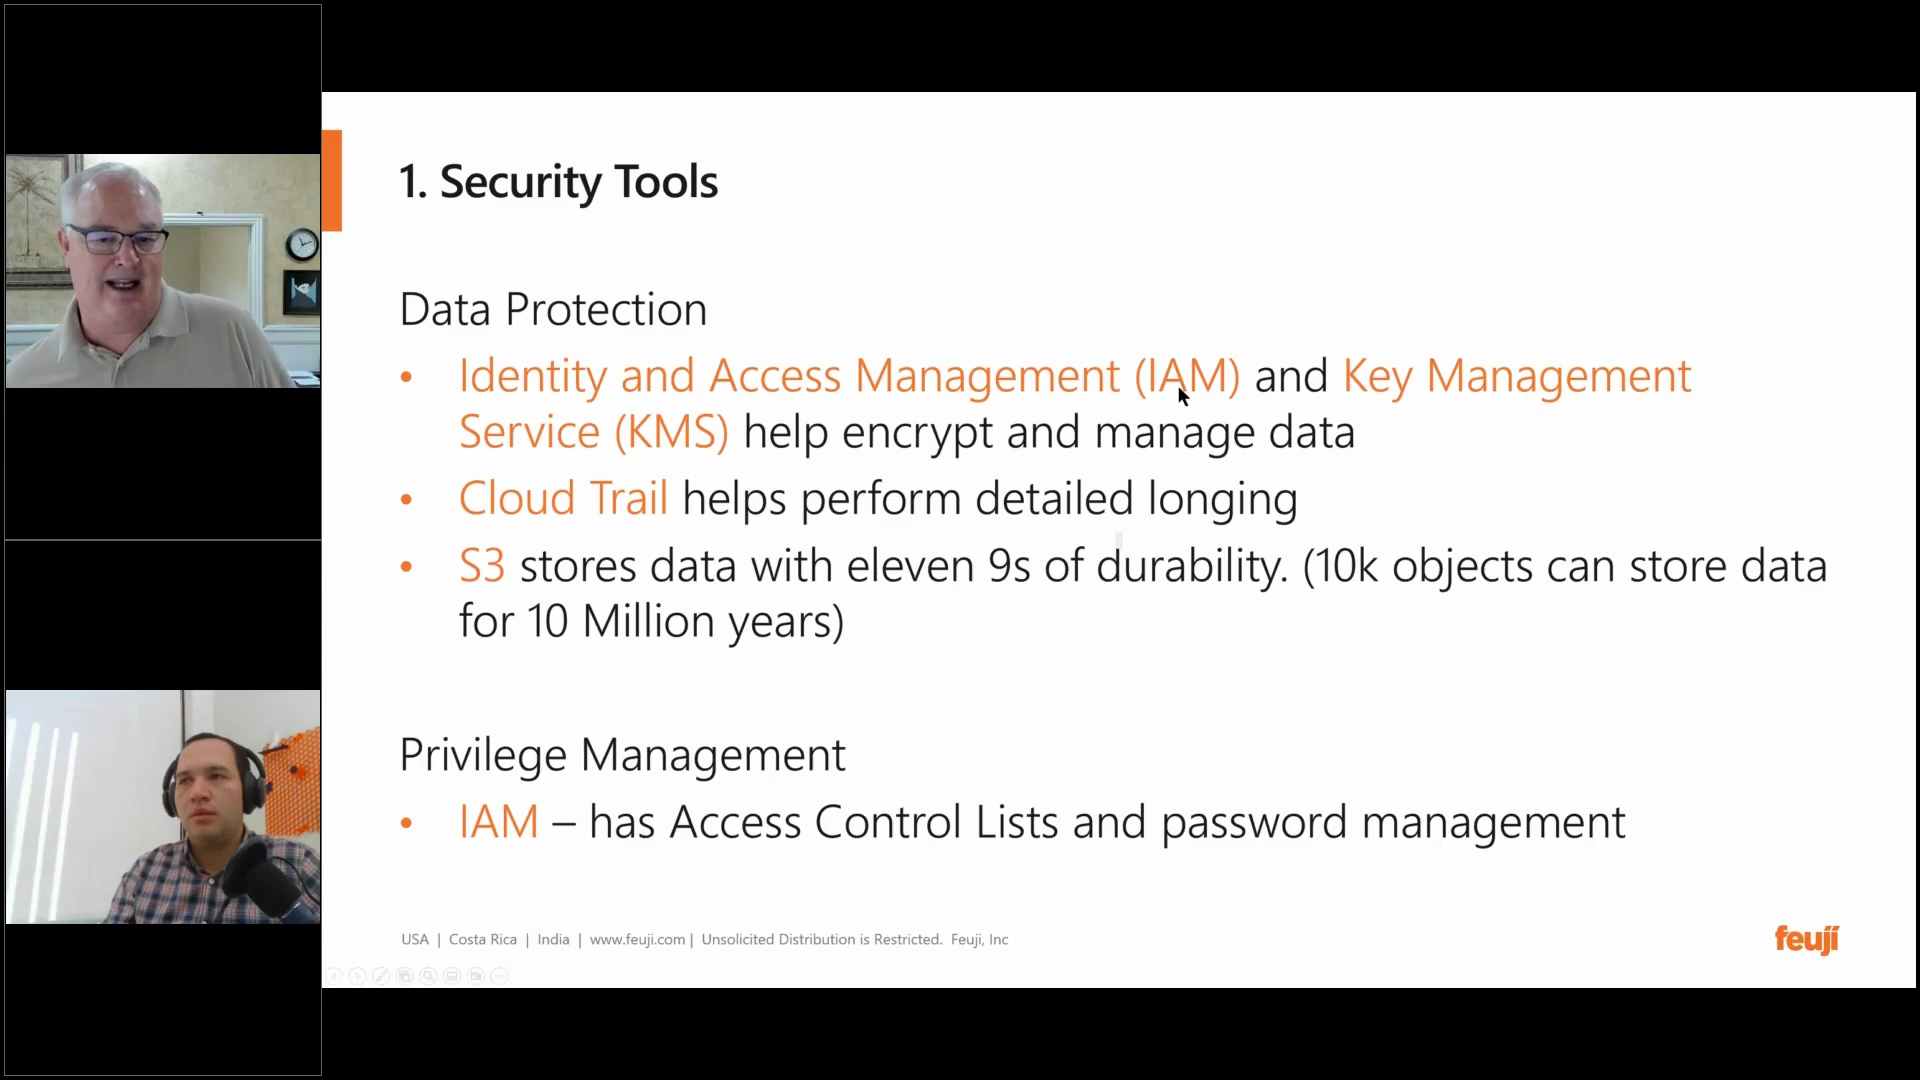 1. Security Tools
Data Protection
• Identity and Access Management (IAM) and Key Management
Service (KMS) help encrypt and manage data
• Cloud Trail helps perform detailed longing
• S3 stores data with eleven 9s of durability. (10k objects can store data
for 10 Million years)
Privilege Management
• IAM – has Access Control Lists and password management
USA | Costa Rica | India | www.feuji.com | Unsolicited Distribution is Restricted. Feuji, Inc
feuji